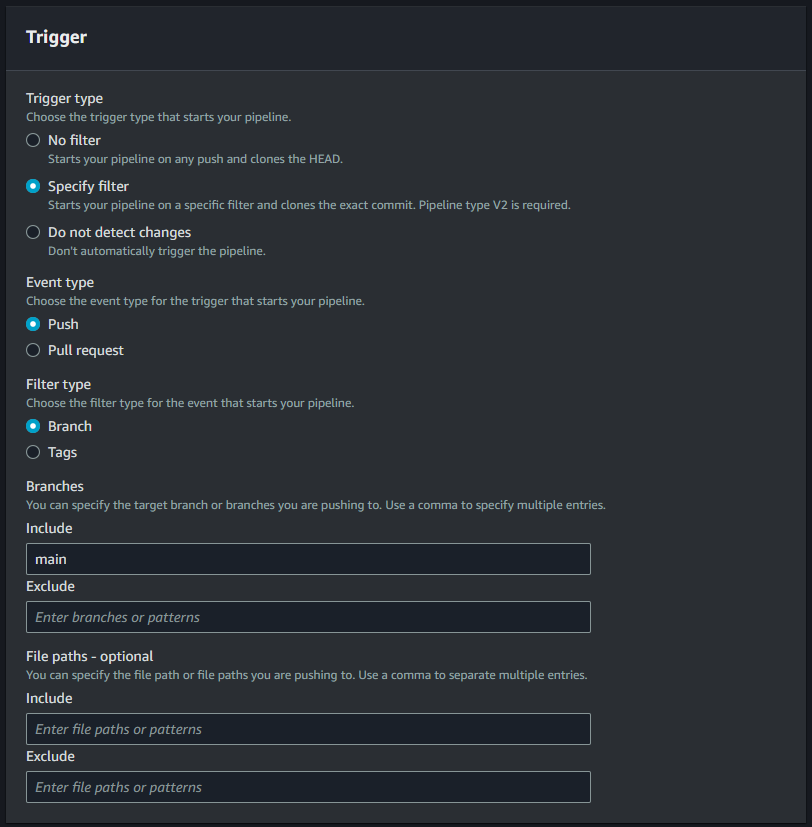 Trigger
Trigger type
Choose the trigger type that starts your pipeline.
No filter
Starts your pipeline on any push and clones the HEAD.
Specify filter
Starts your pipeline on a specific filter and clones the exact commit. Pipeline type V2 is required.
Do not detect changes
Don't automatically trigger the pipeline.
Event type
Choose the event type for the trigger that starts your pipeline.
Push
Pull request
Filter type
Choose the filter type for the event that starts your pipeline.
Branch
Tags
Branches
You can specify the target branch or branches you are pushing to. Use a comma to specify multiple entries.
Include
main
Exclude
Enter branches or patterns
File paths - optional
You can specify the file path or file paths you are pushing to. Use a comma to separate multiple entries.
Include
Enter file paths or patterns
Exclude
Enter file paths or patterns